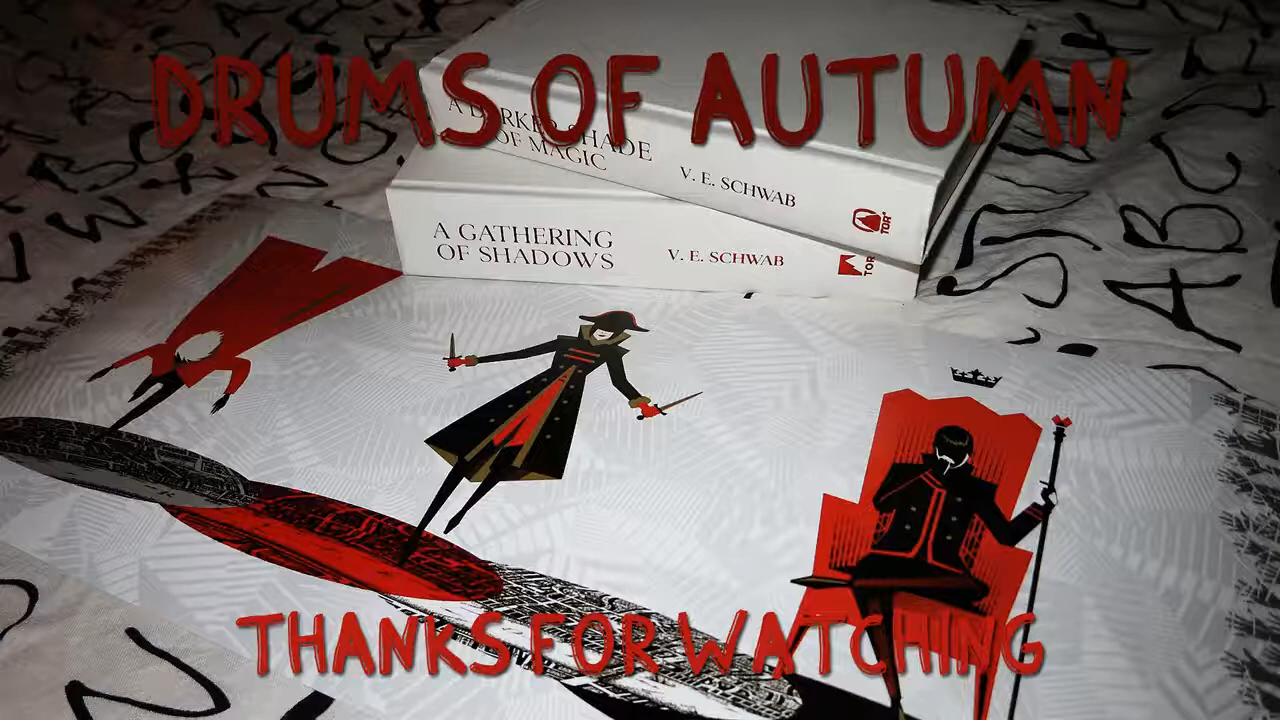 DRUMS OF AUTUMN
A DARKER SHADE
OF MAGIC
V. E. SCHWAB
TOR
A GATHERING
OF SHADOWS
V. E. SCHWAB
TOR
THANKS FOR WATCHING